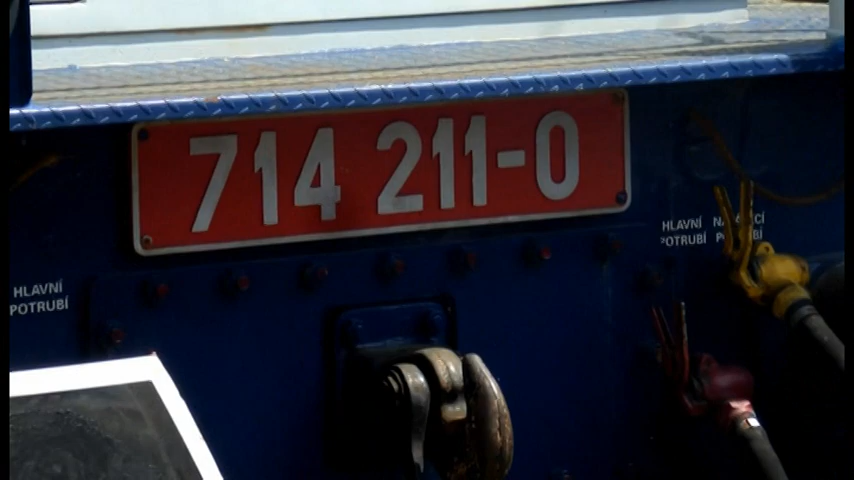 714 211-0
HLAVNÍ
POTRUBÍ
HLAVNÍ
POTRUBÍ